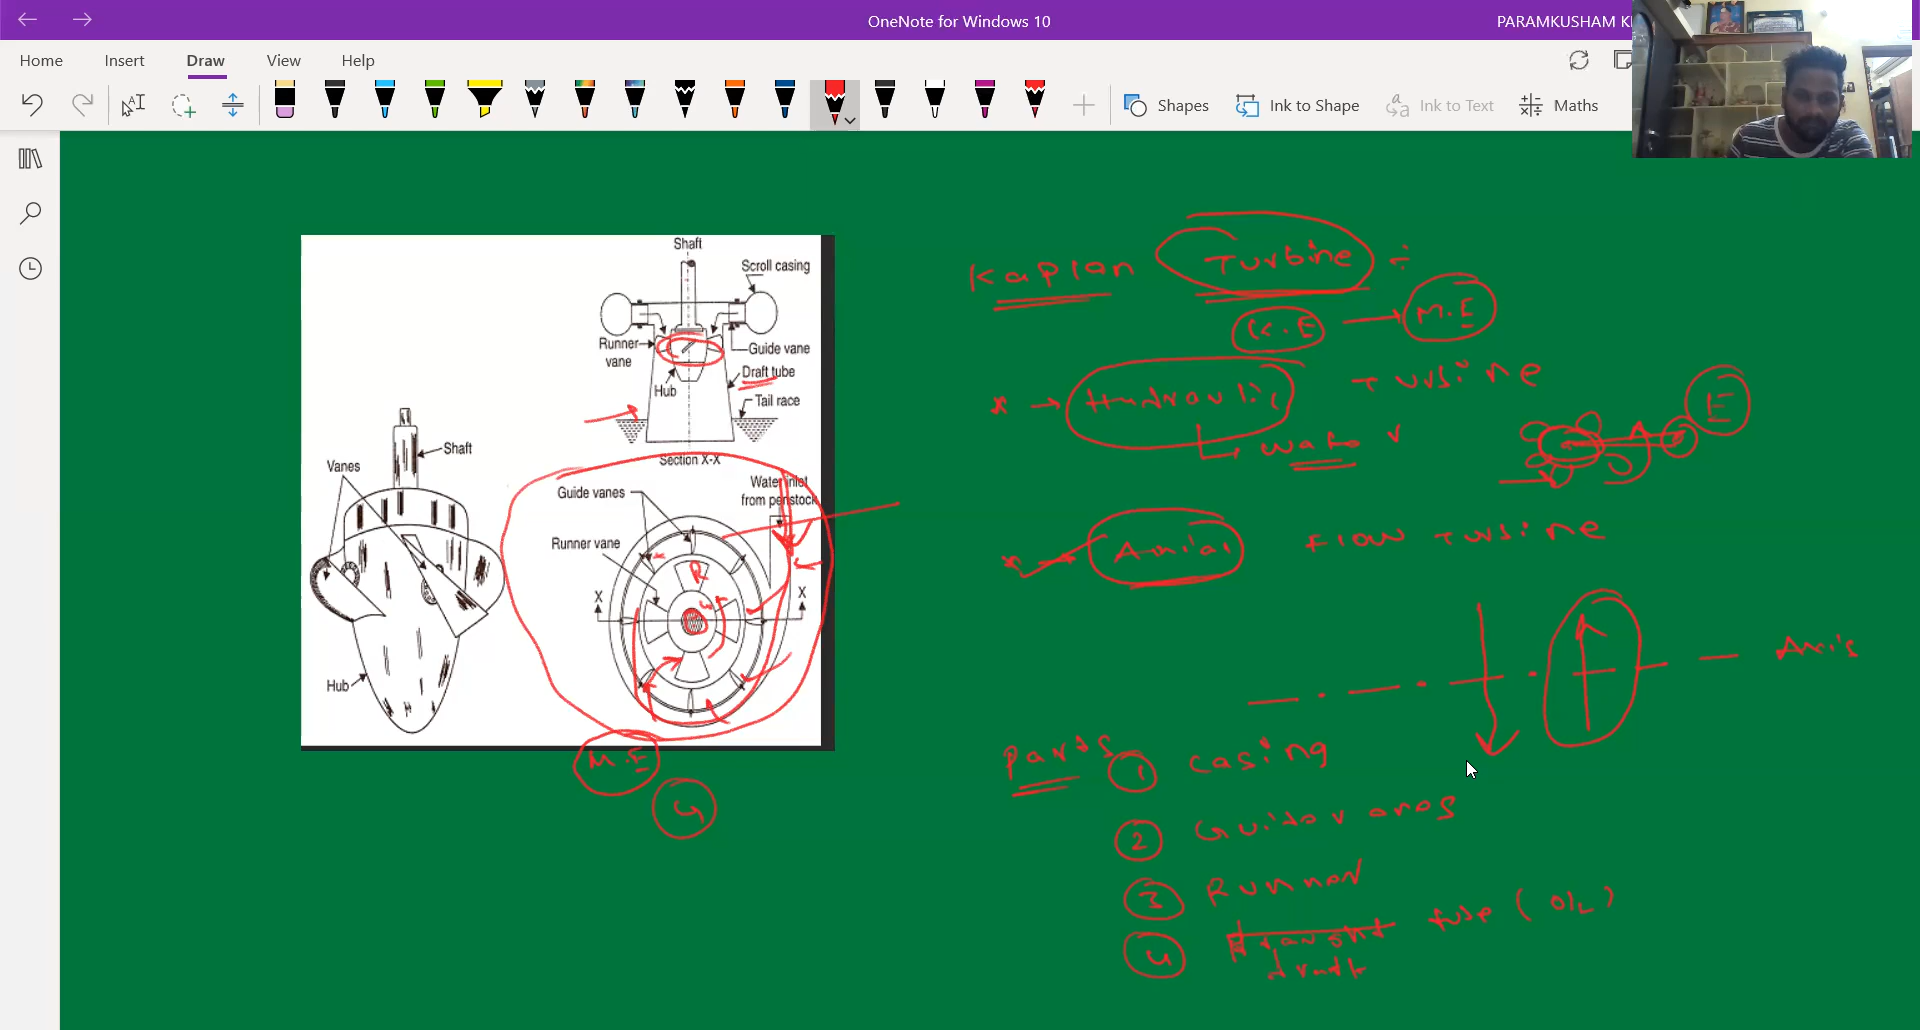 OneNote for Windows 10
PARAMKUSHAM
Home Insert Draw View Help
Shapes Ink to Shape Ink to Text Maths
Shaft
Scroll casing
Runner vane
Guide vane
Hub
Draft tube
Tail race
Section X-X
Shaft
Vanes
Hub
Guide vanes
Water inlet
from penstock
Runner vane
R
X X
M.E
G
Kaplan Turbine ÷
K.E → M.E
* → Hydraulic Turbine
Water
E
* → Axial flow turbine
Axis
Parts
1 casing
2 Guide vanes
3 Runner
4 draft tube (O/L)